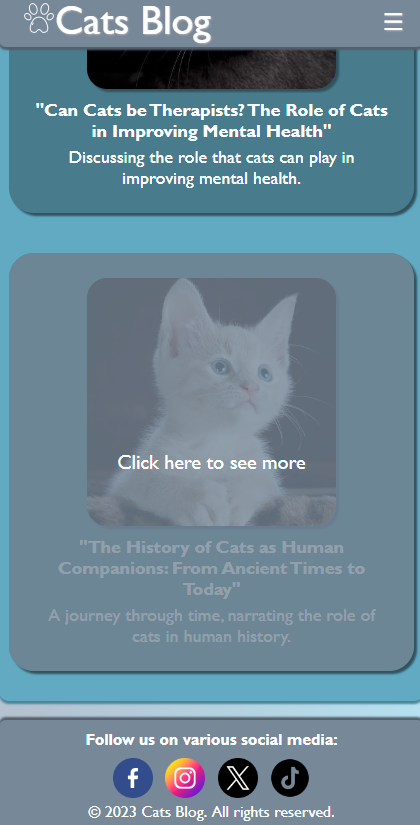 Cats Blog
"Can Cats be Therapists? The Role of Cats
in Improving Mental Health"
Discussing the role that cats can play in
improving mental health.
Click here to see more
"The History of Cats as Human
Companions: From Ancient Times to
Today"
A journey through time, narrating the role of
cats in human history.
Follow us on various social media:
© 2023 Cats Blog. All rights reserved.